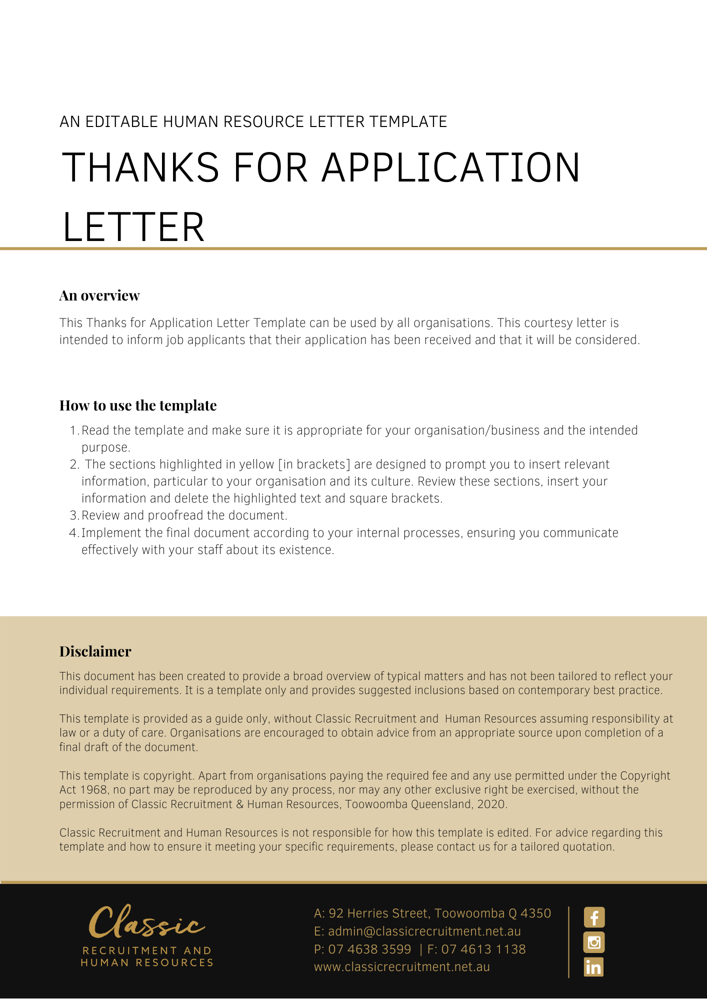 AN EDITABLE HUMAN RESOURCE LETTER TEMPLATE
THANKS FOR APPLICATION
LETTER
An overview
This Thanks for Application Letter Template can be used by all organisations. This courtesy letter is
intended to inform job applicants that their application has been received and that it will be considered.
How to use the template
1. Read the template and make sure it is appropriate for your organisation/business and the intended
purpose.
2. The sections highlighted in yellow [in brackets] are designed to prompt you to insert relevant
information, particular to your organisation and its culture. Review these sections, insert your
information and delete the highlighted text and square brackets.
3. Review and proofread the document.
4. Implement the final document according to your internal processes, ensuring you communicate
effectively with your staff about its existence.
Disclaimer
This document has been created to provide a broad overview of typical matters and has not been tailored to reflect your
individual requirements. It is a template only and provides suggested inclusions based on contemporary best practice.
This template is provided as a guide only, without Classic Recruitment and Human Resources assuming responsibility at
law or a duty of care. Organisations are encouraged to obtain advice from an appropriate source upon completion of a
final draft of the document.
This template is copyright. Apart from organisations paying the required fee and any use permitted under the Copyright
Act 1968, no part may be reproduced by any process, nor may any other exclusive right be exercised, without the
permission of Classic Recruitment & Human Resources, Toowoomba Queensland, 2020.
Classic Recruitment and Human Resources is not responsible for how this template is edited. For advice regarding this
template and how to ensure it meeting your specific requirements, please contact us for a tailored quotation.
Classic
RECRUITMENT AND
HUMAN RESOURCES
A: 92 Herries Street, Toowoomba Q 4350
E: admin@classicrecruitment.net.au
P: 07 4638 3599 | F: 07 4613 1138
www.classicrecruitment.net.au